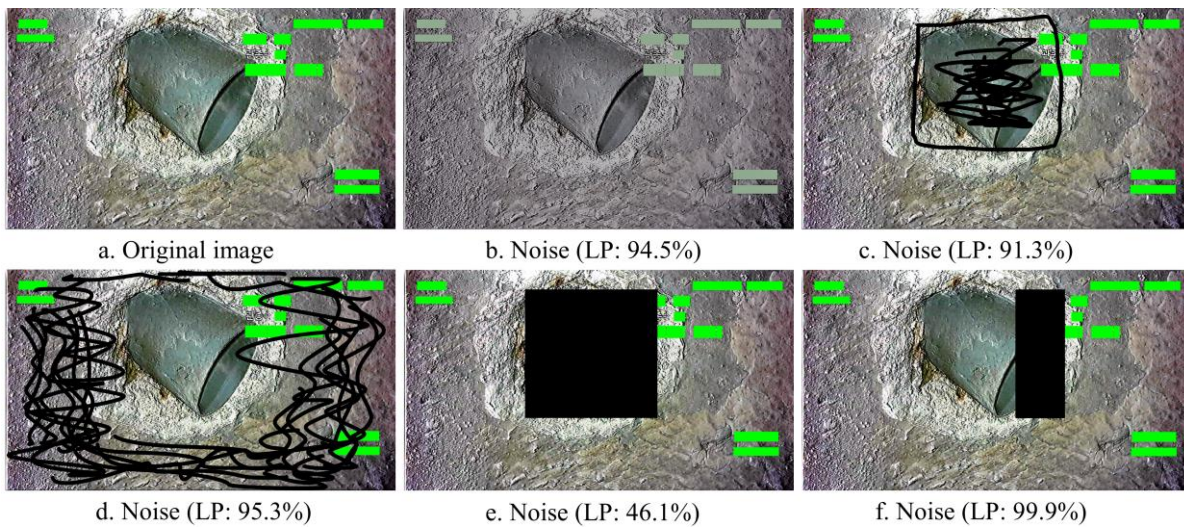 a. Original image
b. Noise (LP: 94.5%)
c. Noise (LP: 91.3%)
d. Noise (LP: 95.3%)
e. Noise (LP: 46.1%)
f. Noise (LP: 99.9%)